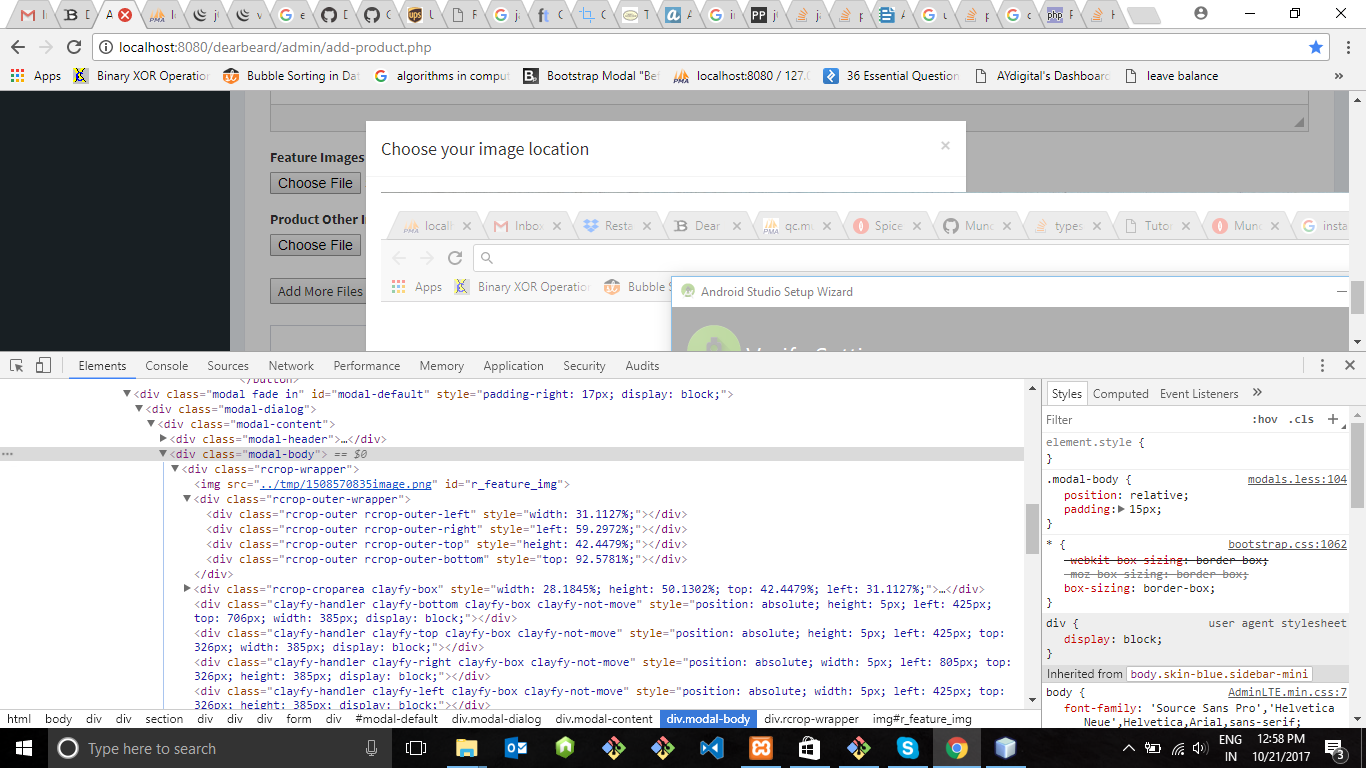 localhost:8080/dearbeard/admin/add-product.php
Apps Binary XOR Operation Bubble Sorting in Dat algorithms in comput Bootstrap Modal "Bef localhost:8080 / 127.0 36 Essential Question AYdigital's Dashboard leave balance »
Choose your image location ×
Feature Images
Choose File
Product Other
Choose File
Add More Files
Inbox Resta Dear qc.m Spice Munc types Tutor Munc insta
Apps Binary XOR Operation Bubble S
Android Studio Setup Wizard
Elements Console Sources Network Performance Memory Application Security Audits
</button>
<div class="modal fade in" id="modal-default" style="padding-right: 17px; display: block;">
<div class="modal-dialog">
<div class="modal-content">
<div class="modal-header">…</div>
<div class="modal-body"> == $0
<div class="rcrop-wrapper">
<img src="../tmp/1508570835image.png" id="r_feature_img">
<div class="rcrop-outer-wrapper">
<div class="rcrop-outer rcrop-outer-left" style="width: 31.1127%;"></div>
<div class="rcrop-outer rcrop-outer-right" style="left: 59.2972%;"></div>
<div class="rcrop-outer rcrop-outer-top" style="height: 42.4479%;"></div>
<div class="rcrop-outer rcrop-outer-bottom" style="top: 92.5781%;"></div>
</div>
<div class="rcrop-croparea clayfy-box" style="width: 28.1845%; height: 50.1302%; top: 42.4479%; left: 31.1127%;">…</div>
<div class="clayfy-handler clayfy-bottom clayfy-box clayfy-not-move" style="position: absolute; height: 5px; left: 425px;
top: 706px; width: 385px; display: block;"></div>
<div class="clayfy-handler clayfy-top clayfy-box clayfy-not-move" style="position: absolute; height: 5px; left: 425px; top:
326px; width: 385px; display: block;"></div>
<div class="clayfy-handler clayfy-right clayfy-box clayfy-not-move" style="position: absolute; width: 5px; left: 805px; top:
326px; height: 385px; display: block;"></div>
<div class="clayfy-handler clayfy-left clayfy-box clayfy-not-move" style="position: absolute; width: 5px; left: 425px; top:
326px; height: 385px; display: block;"></div>
Styles Computed Event Listeners »
Filter :hov .cls +
element.style {
}
.modal-body { modals.less:104
position: relative;
padding: 15px;
}
* { bootstrap.css:1062
-webkit-box-sizing: border-box;
-moz-box-sizing: border-box;
box-sizing: border-box;
}
div { user agent stylesheet
display: block;
}
Inherited from body.skin-blue.sidebar-mini
body { AdminLTE.min.css:7
font-family: 'Source Sans Pro','Helvetica
Neue',Helvetica,Arial,sans-serif;
html body div div section div div div form div #modal-default div.modal-dialog div.modal-content div.modal-body div.rcrop-wrapper img#r_feature_img
Type here to search
ENG
IN
12:58 PM
10/21/2017
3